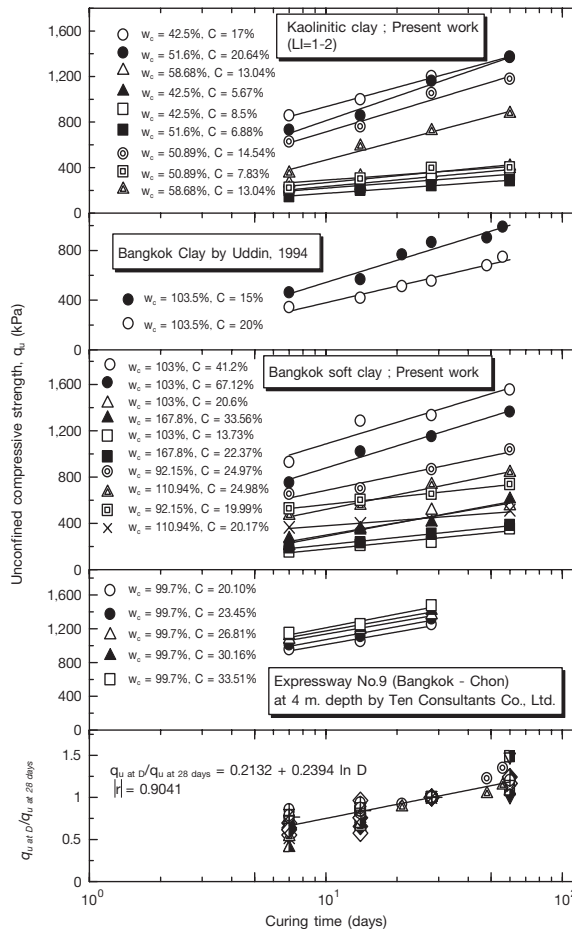 Kaolinitic clay ; Present work
(LI=1-2)
w_c = 42.5%, C = 17%
w_c = 51.6%, C = 20.64%
w_c = 58.68%, C = 13.04%
w_c = 42.5%, C = 5.67%
w_c = 42.5%, C = 8.5%
w_c = 51.6%, C = 6.88%
w_c = 50.89%, C = 14.54%
w_c = 50.89%, C = 7.83%
w_c = 58.68%, C = 13.04%
1,600
1,200
800
400
0
Bangkok Clay by Uddin, 1994
w_c = 103.5%, C = 15%
w_c = 103.5%, C = 20%
800
400
0
Unconfined compressive strength, q_u (kPa)
Bangkok soft clay ; Present work
w_c = 103%, C = 41.2%
w_c = 103%, C = 67.12%
w_c = 103%, C = 20.6%
w_c = 167.8%, C = 33.56%
w_c = 103%, C = 13.73%
w_c = 167.8%, C = 22.37%
w_c = 92.15%, C = 24.97%
w_c = 110.94%, C = 24.98%
w_c = 92.15%, C = 19.99%
w_c = 110.94%, C = 20.17%
1,600
1,200
800
400
0
w_c = 99.7%, C = 20.10%
w_c = 99.7%, C = 23.45%
w_c = 99.7%, C = 26.81%
w_c = 99.7%, C = 30.16%
w_c = 99.7%, C = 33.51%
1,600
1,200
800
400
0
Expressway No.9 (Bangkok - Chon)
at 4 m. depth by Ten Consultants Co., Ltd.
q_u at D/q_u at 28 days
q_u at D/q_u at 28 days = 0.2132 + 0.2394 ln D
|r| = 0.9041
1.5
1
0.5
0
10^0
10^1
10^2
Curing time (days)